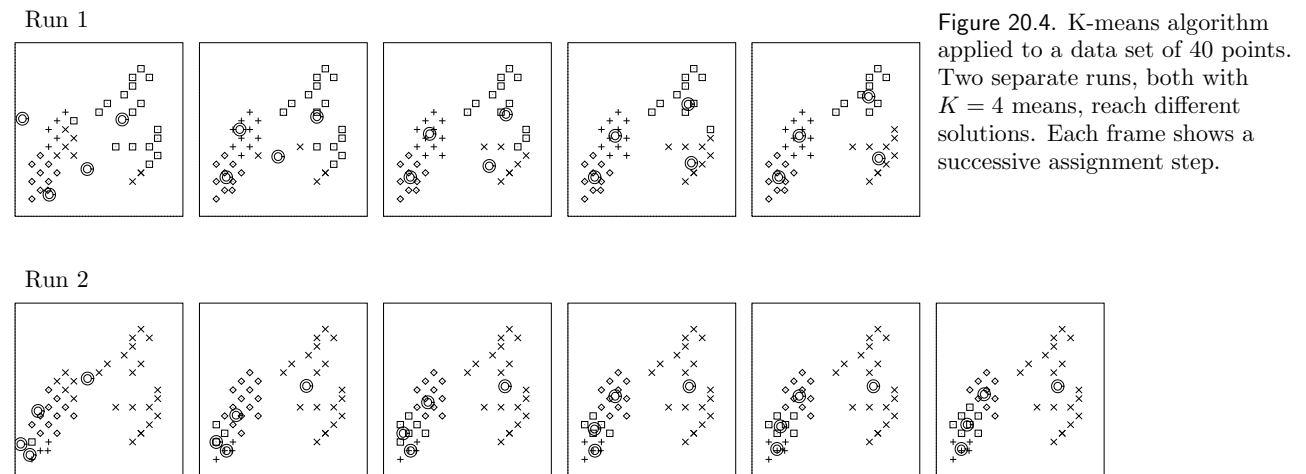 Run 1
Figure 20.4. K-means algorithm
applied to a data set of 40 points.
Two separate runs, both with
K = 4 means, reach different
solutions. Each frame shows a
successive assignment step.
Run 2